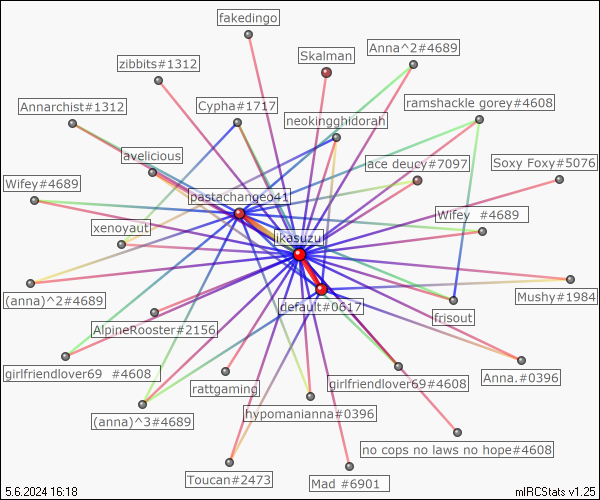 fakedingo
Skalman
Anna^2#4689
zibbits#1312
Annarchist#1312
Cypha#1717
ramshackle gorey#4608
neokingghidorah
avelicious
ace deucy#7097
Soxy Foxy#5076
Wifey#4689
pastachangeo41
Wifey  #4689
xenoyaut
ikasuzu
(anna)^2#4689
Mushy#1984
default#0617
frisout
AlpineRooster#2156
girlfriendlover69  #4608
Anna.#0396
rattgaming
girlfriendlover69#4608
hypomanianna#0396
(anna)^3#4689
no cops no laws no hope#4608
Toucan#2473
Mad #6901
5.6.2024 16:18
mIRCStats v1.25